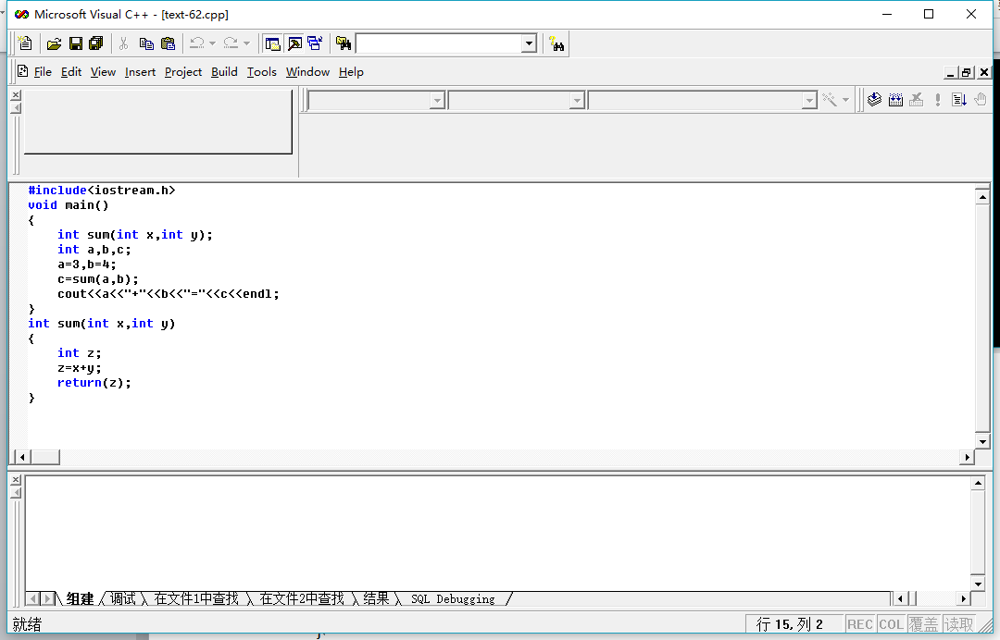 Microsoft Visual C++ - [text-62.cpp]
File Edit View Insert Project Build Tools Window Help
#include<iostream.h>
void main()
{
    int sum(int x,int y);
    int a,b,c;
    a=3,b=4;
    c=sum(a,b);
    cout<<a<<"+"<<b<<"="<<c<<endl;
}
int sum(int x,int y)
{
    int z;
    z=x+y;
    return(z);
}
组建 调试 在文件1中查找 在文件2中查找 结果 SQL Debugging
就绪 行 15, 列 2 REC COL 覆盖 读取